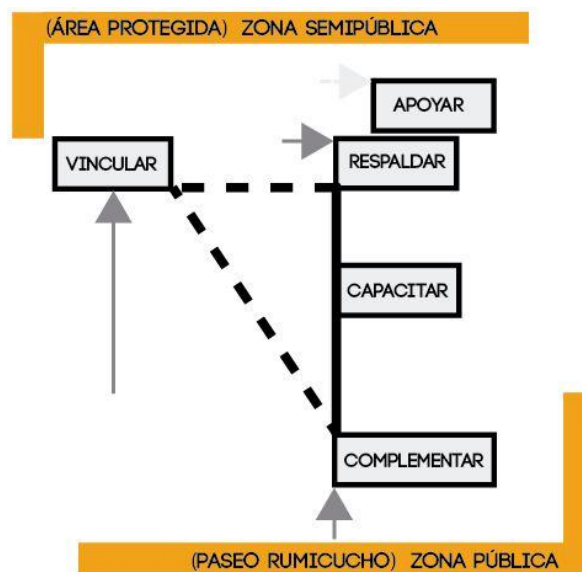 (ÁREA PROTEGIDA) ZONA SEMIPÚBLICA
APOYAR
VINCULAR
RESPALDAR
CAPACITAR
COMPLEMENTAR
(PASEO RUMICUCHO) ZONA PÚBLICA